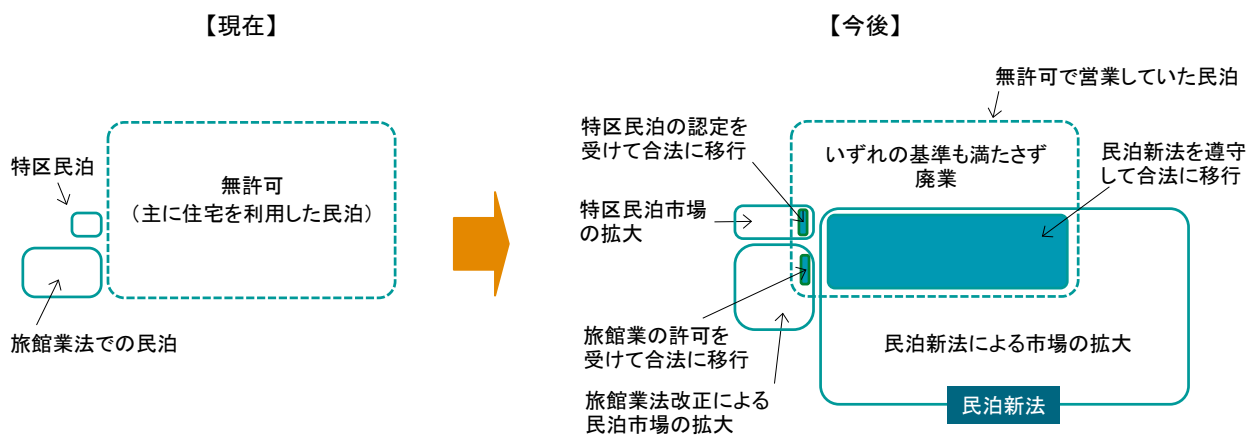 【現在】
特区民泊
無許可
（主に住宅を利用した民泊）
旅館業法での民泊
【今後】
無許可で営業していた民泊
特区民泊の認定を
受けて合法に移行
いずれの基準も満たさず
廃業
民泊新法を遵守
して合法に移行
特区民泊市場
の拡大
旅館業の許可を
受けて合法に移行
民泊新法による市場の拡大
旅館業法改正による
民泊市場の拡大
民泊新法